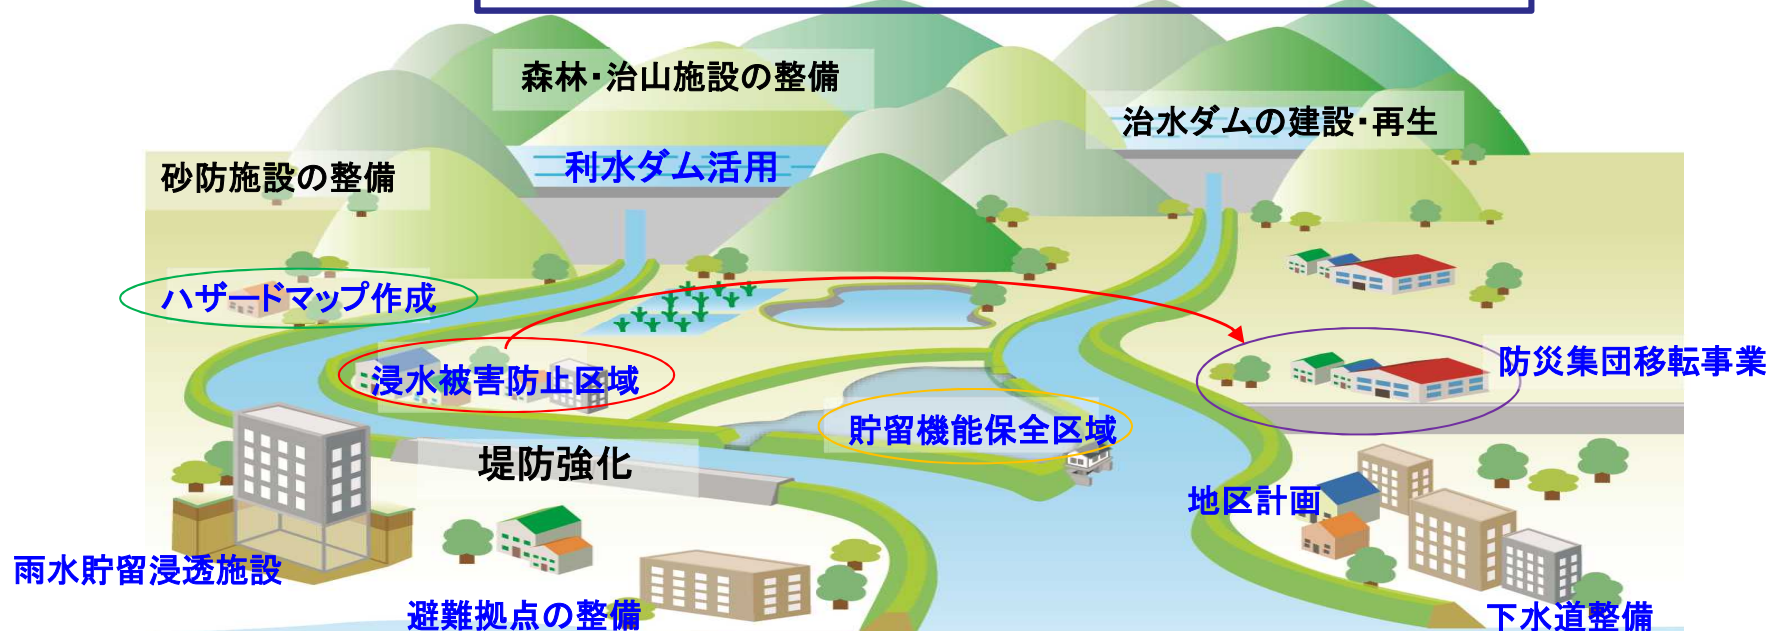 森林・治山施設の整備
治水ダムの建設・再生
利水ダム活用
砂防施設の整備
ハザードマップ作成
浸水被害防止区域
防災集団移転事業
貯留機能保全区域
堤防強化
地区計画
雨水貯留浸透施設
避難拠点の整備
下水道整備